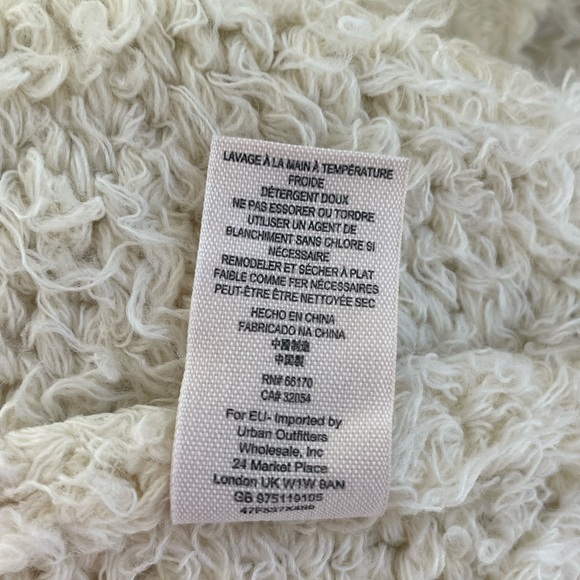 LAVAGE À LA MAIN À TEMPÉRATURE
FROIDE
DÉTERGENT DOUX
NE PAS ESSORER OU TORDRE
UTILISER UN AGENT DE
BLANCHIMENT SANS CHLORE SI
NÉCESSAIRE
REMODELER ET SÉCHER À PLAT
FAIBLE COMME FER NÉCESSAIRES
PEUT-ÊTRE ÊTRE NETTOYÉE SEC
HECHO EN CHINA
FABRICADO NA CHINA
中國制造
中国製
RN# 66170
CA# 32054
For EU- Imported by
Urban Outfitters
Wholesale, Inc
24 Market Place
London UK W1W 8AN
GB 975119105